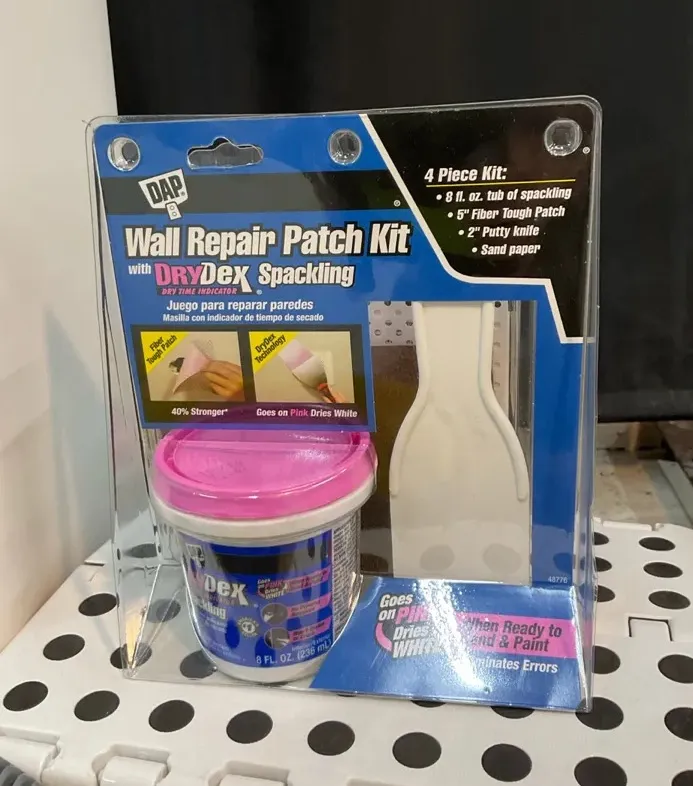 DAP
Wall Repair Patch Kit
with DRYDEX Spackling
DRY TIME INDICATOR
Juego para reparar paredes
Masilla con indicador de tiempo de secado
Fiber
Tough Patch
40% Stronger*
DryDex
Technology
Goes on Pink Dries White
4 Piece Kit:
• 8 fl. oz. tub of spackling
• 5" Fiber Tough Patch
• 2" Putty knife
• Sand paper
8 FL. OZ. (236 mL)
48776
Goes
on PINK
Dries
When Ready to
& Paint
Errors